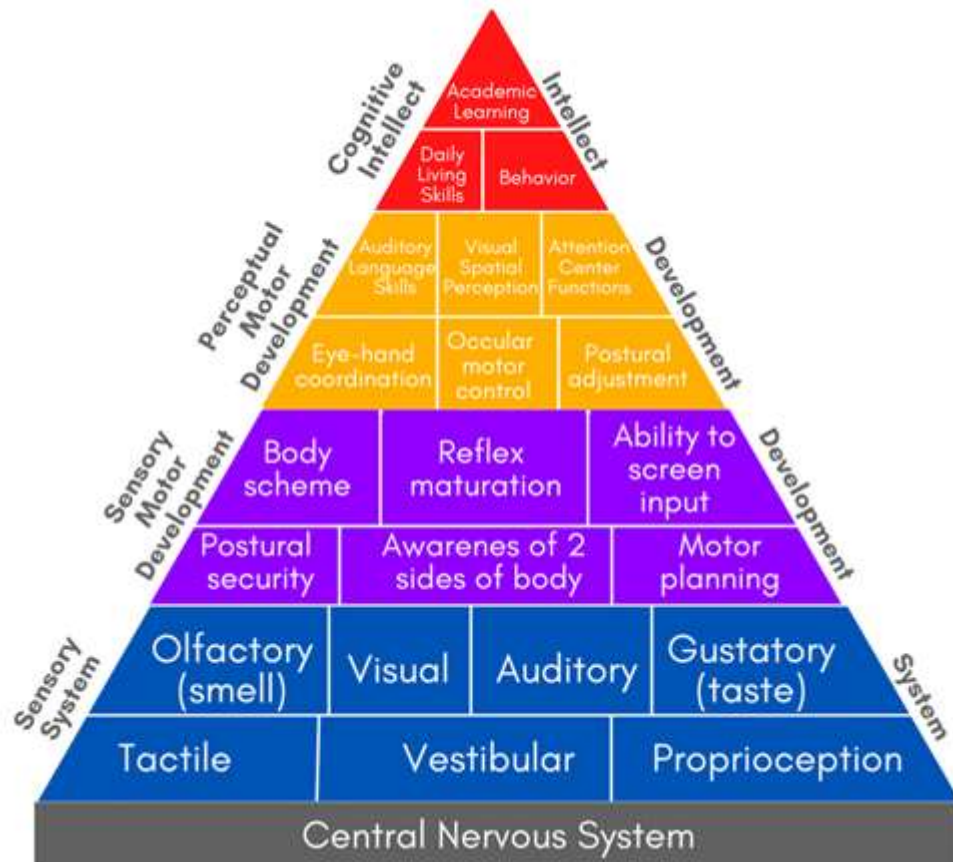 Academic
Learning
Cognitive
Intellect
Intellect
Daily
Living
Skills
Behavior
Auditory
Language
Skills
Visual
Spatial
Perception
Attention
Center
Functions
Perceptual
Motor
Development
Development
Eye-hand
coordination
Occular
motor
control
Postural
adjustment
Body
scheme
Reflex
maturation
Ability to
screen
input
Sensory
Motor
Development
Development
Postural
security
Awarenes of 2
sides of body
Motor
planning
Olfactory
(smell)
Visual
Auditory
Gustatory
(taste)
Sensory
System
System
Tactile
Vestibular
Proprioception
Central Nervous System